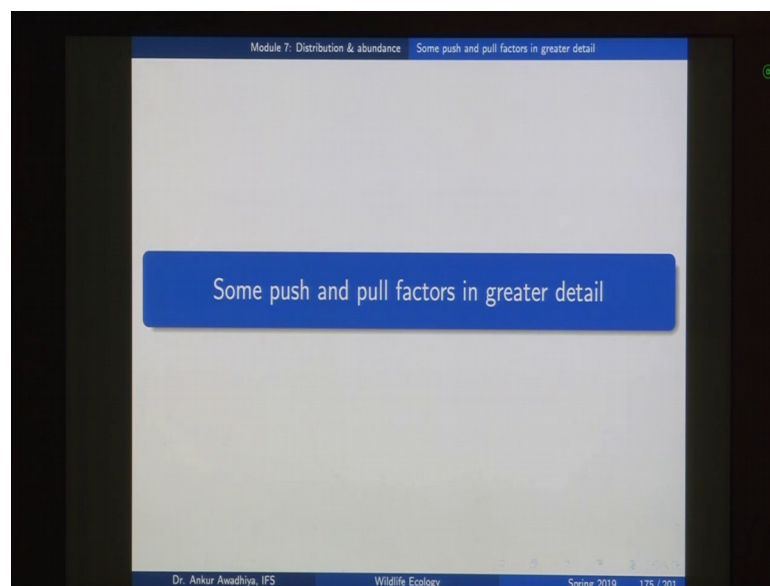 Module 7: Distribution & abundance Some push and pull factors in greater detail
Some push and pull factors in greater detail
Dr. Ankur Awadhiya, IFS Wildlife Ecology Spring 2019 175 / 201